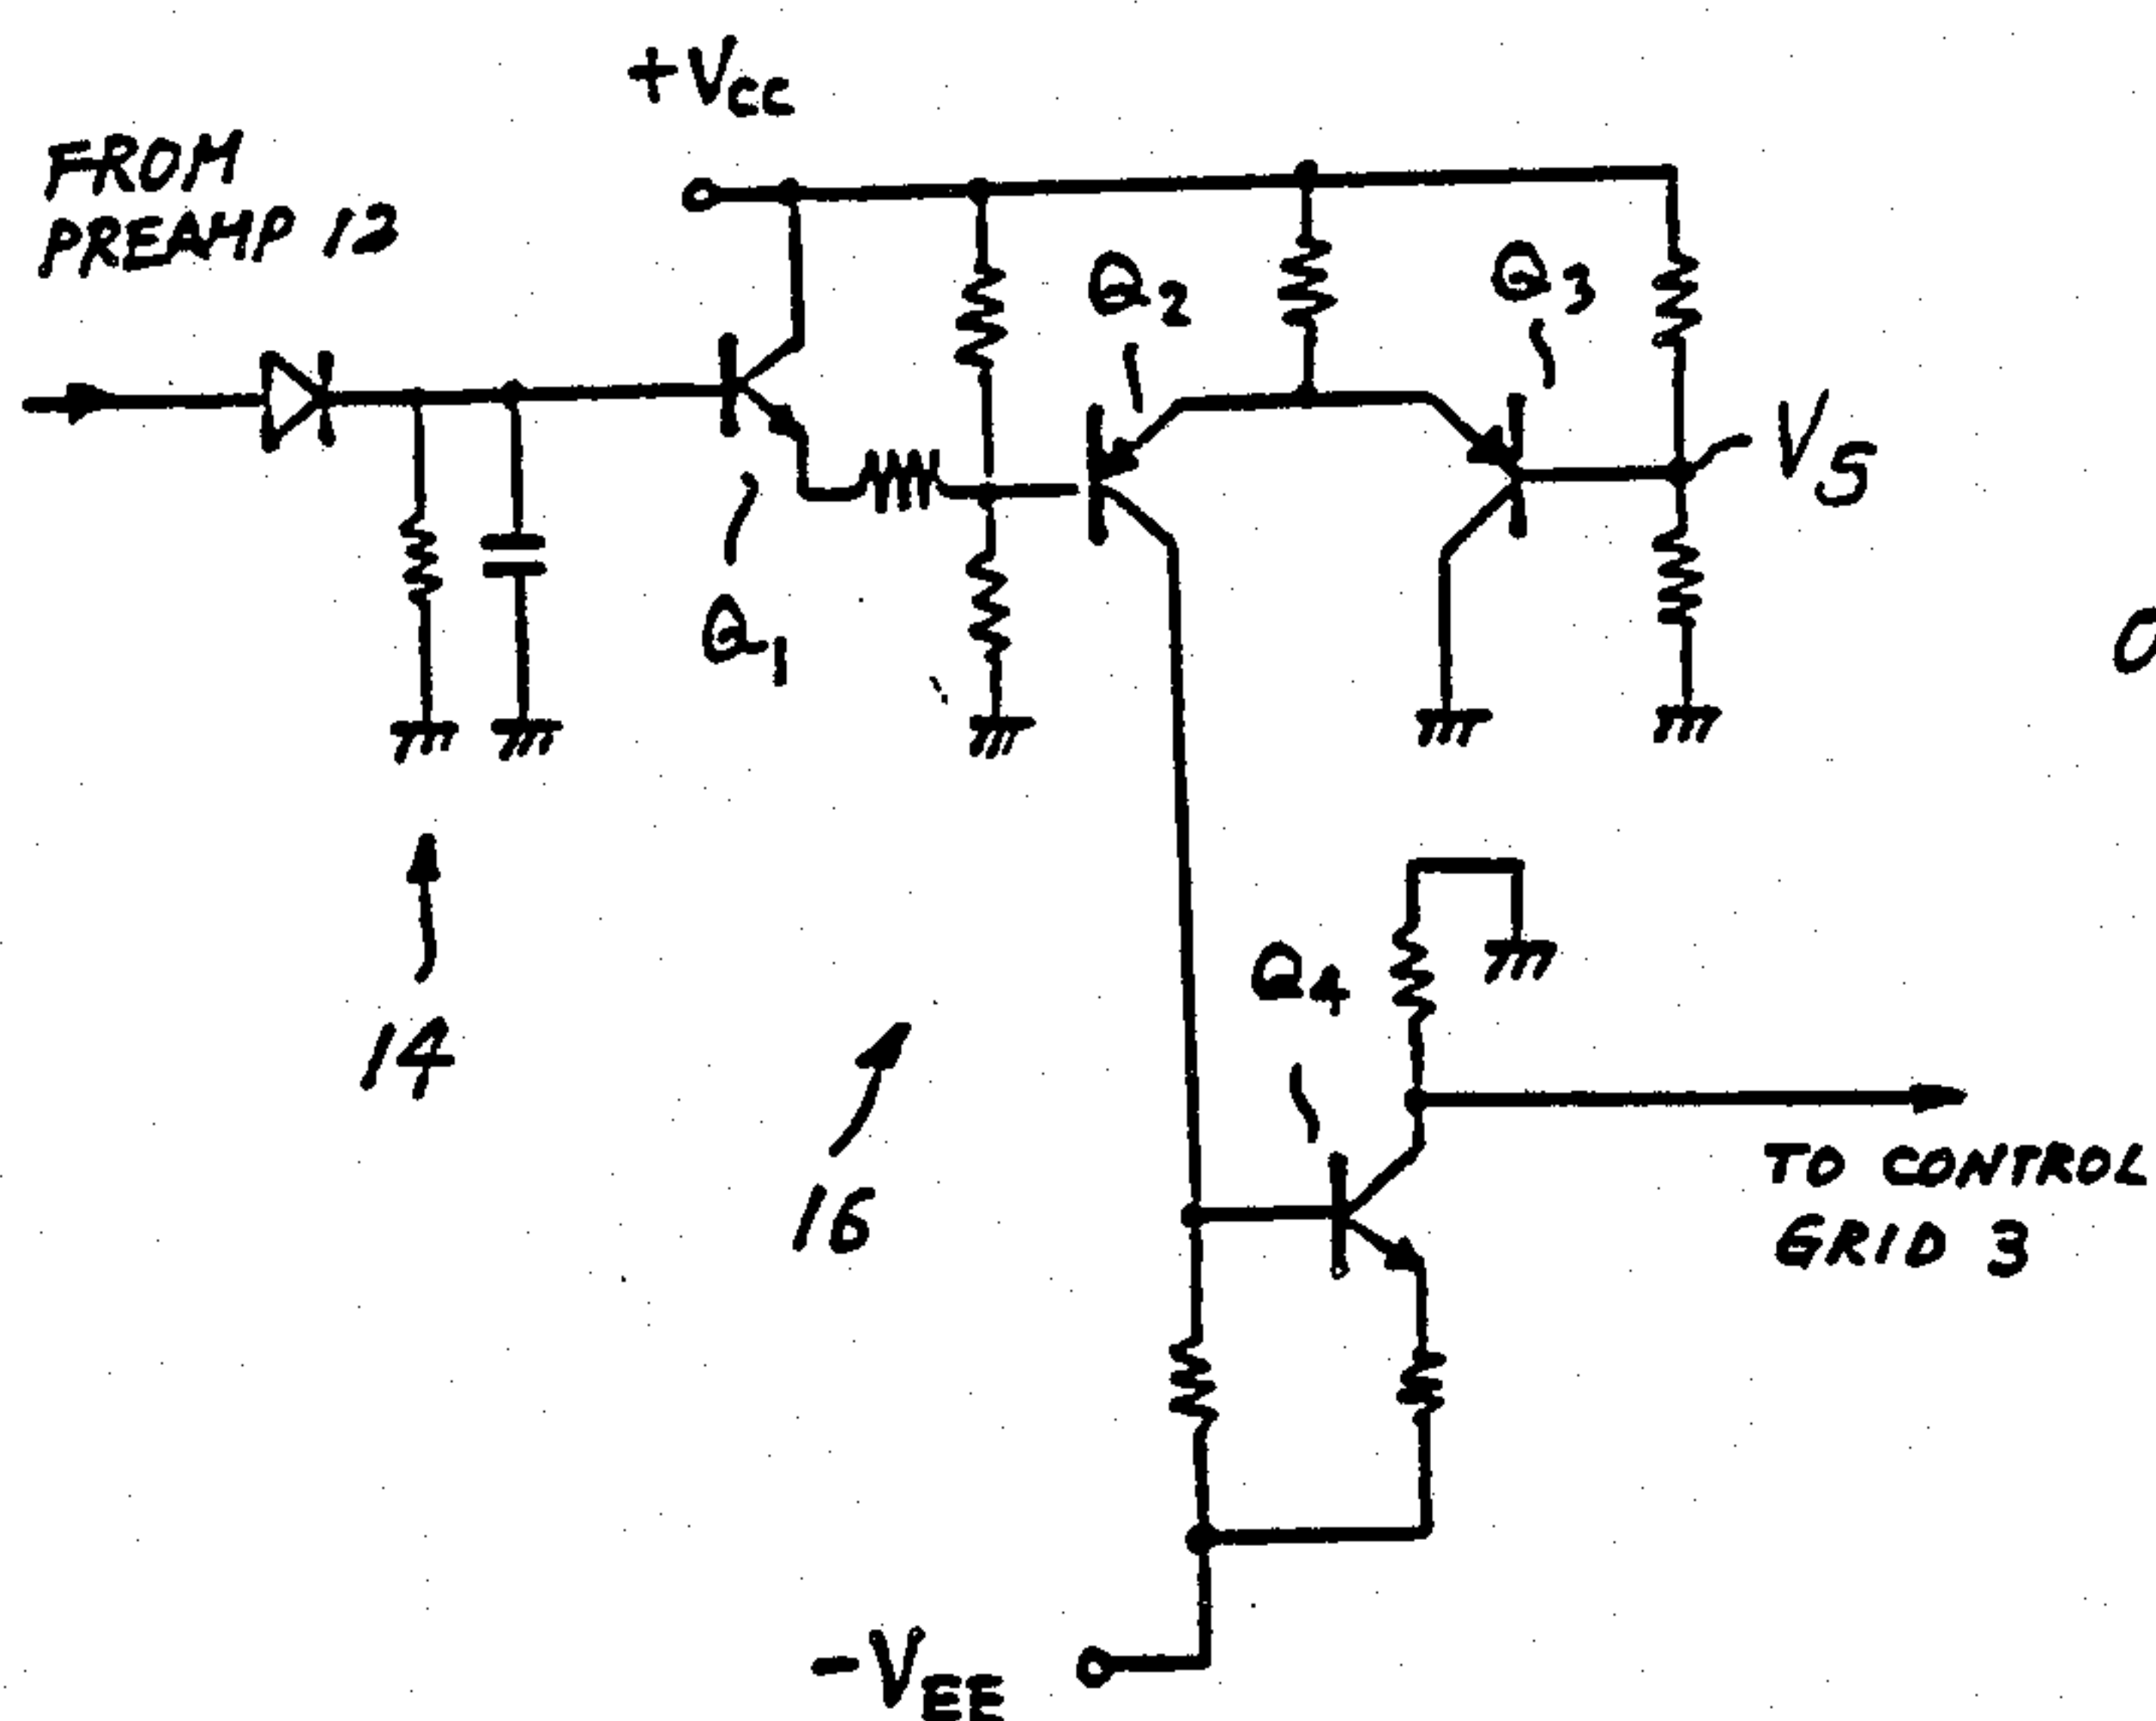 +VCC
FROM
PREAMP 12
Q2
Q3
VS
Q1
14
Q4
16
TO CONTROL
GRID 3
-VEE